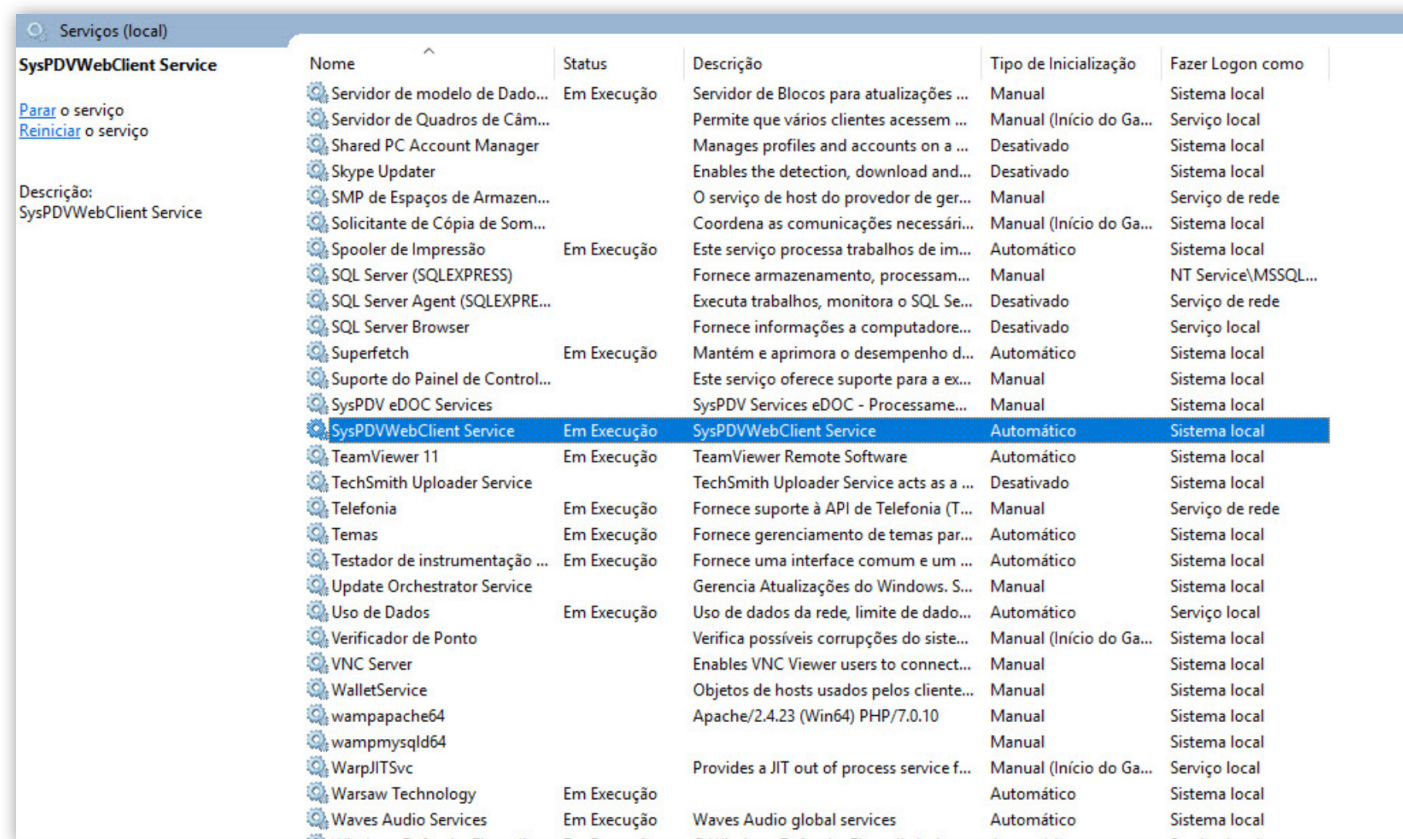 Serviços (local)
SysPDVWebClient Service
Parar o serviço
Reiniciar o serviço
Descrição:
SysPDVWebClient Service
Nome Status Descrição Tipo de Inicialização Fazer Logon como
Servidor de modelo de Dado... Em Execução Servidor de Blocos para atualizações ... Manual Sistema local
Servidor de Quadros de Câm... Permite que vários clientes acessem ... Manual (Início do Ga... Serviço local
Shared PC Account Manager Manages profiles and accounts on a ... Desativado Sistema local
Skype Updater Enables the detection, download and... Desativado Sistema local
SMP de Espaços de Armazen... O serviço de host do provedor de ger... Manual Serviço de rede
Solicitante de Cópia de Som... Coordena as comunicações necessári... Manual (Início do Ga... Sistema local
Spooler de Impressão Em Execução Este serviço processa trabalhos de im... Automático Sistema local
SQL Server (SQLEXPRESS) Fornece armazenamento, processam... Manual NT Service\MSSQL...
SQL Server Agent (SQLEXPRE... Executa trabalhos, monitora o SQL Se... Desativado Serviço de rede
SQL Server Browser Fornece informações a computadore... Desativado Serviço local
Superfetch Em Execução Mantém e aprimora o desempenho d... Automático Sistema local
Suporte do Painel de Control... Este serviço oferece suporte para a ex... Manual Sistema local
SysPDV eDOC Services SysPDV Services eDOC - Processame... Manual Sistema local
SysPDVWebClient Service Em Execução SysPDVWebClient Service Automático Sistema local
TeamViewer 11 Em Execução TeamViewer Remote Software Automático Sistema local
TechSmith Uploader Service TechSmith Uploader Service acts as a ... Desativado Sistema local
Telefonia Em Execução Fornece suporte à API de Telefonia (T... Manual Serviço de rede
Temas Em Execução Fornece gerenciamento de temas par... Automático Sistema local
Testador de instrumentação ... Em Execução Fornece uma interface comum e um ... Automático Sistema local
Update Orchestrator Service Gerencia Atualizações do Windows. S... Manual Sistema local
Uso de Dados Em Execução Uso de dados da rede, limite de dado... Automático Serviço local
Verificador de Ponto Verifica possíveis corrupções do siste... Manual (Início do Ga... Sistema local
VNC Server Enables VNC Viewer users to connect... Manual Sistema local
WalletService Objetos de hosts usados pelos cliente... Manual Sistema local
wampapache64 Apache/2.4.23 (Win64) PHP/7.0.10 Manual Sistema local
wampmysqld64 Manual Sistema local
WarpJITSvc Provides a JIT out of process service f... Manual (Início do Ga... Serviço local
Warsaw Technology Em Execução Automático Sistema local
Waves Audio Services Em Execução Waves Audio global services Automático Sistema local